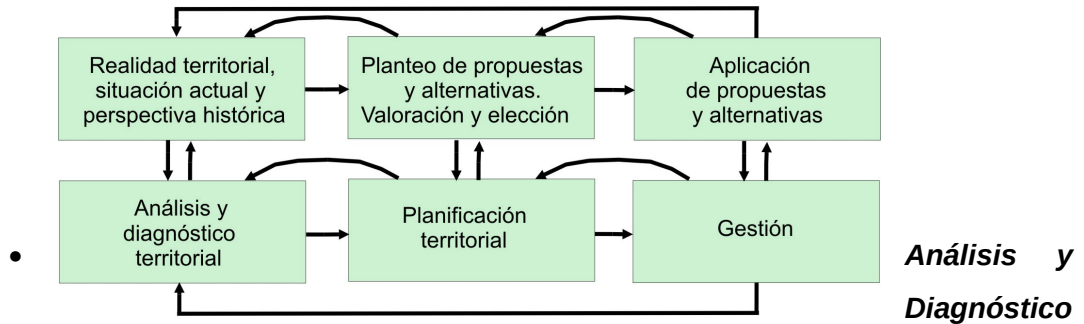 Realidad territorial,
situación actual y
perspectiva histórica
Planteo de propuestas
y alternativas.
Valoración y elección
Aplicación
de propuestas
y alternativas
Análisis y
diagnóstico
territorial
Planificación
territorial
Gestión
• Análisis y
Diagnóstico